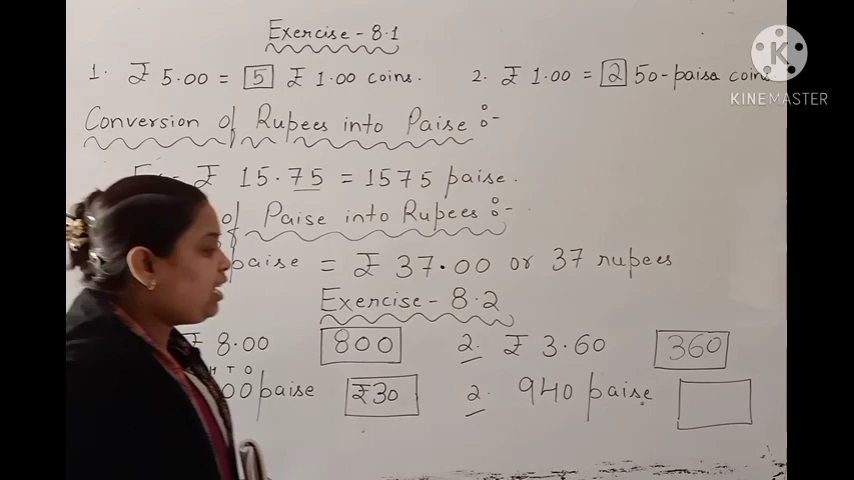 Exercise - 8.1
1. ₹ 5.00 = 5 ₹ 1.00 coins. 2. ₹ 1.00 = 2 50-paisa coins
K
KINEMASTER
Conversion of Rupees into Paise :-
₹ 15.75 = 1575 paise.
of Paise into Rupees :-
paise = ₹ 37.00 or 37 rupees
Exercise - 8.2
₹ 8.00 800 2. ₹ 3.60 360
H T O
00 paise ₹30 2. 940 paise